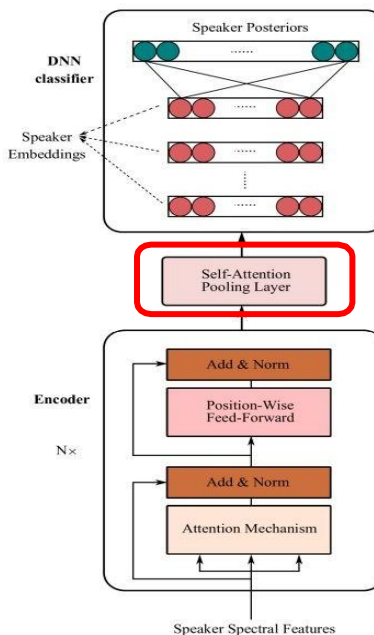 Speaker Posteriors
DNN
classifier
......
......
Speaker
Embeddings
......
......
Self-Attention
Pooling Layer
Add & Norm
Encoder
Position-Wise
Feed-Forward
N×
Add & Norm
Attention Mechanism
Speaker Spectral Features